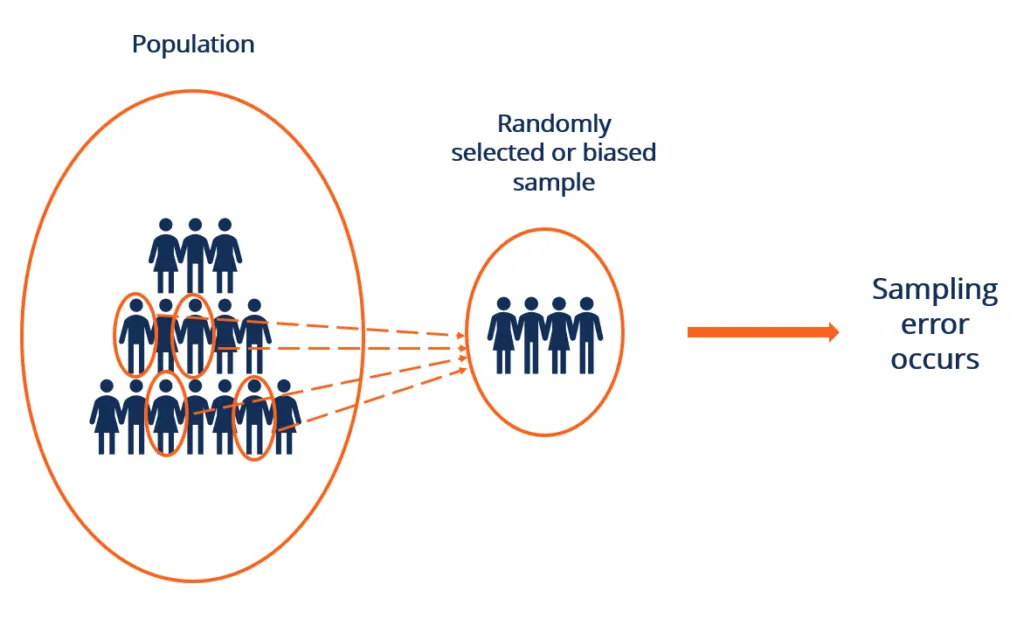 Population
Randomly
selected or biased
sample
Sampling
error
occurs